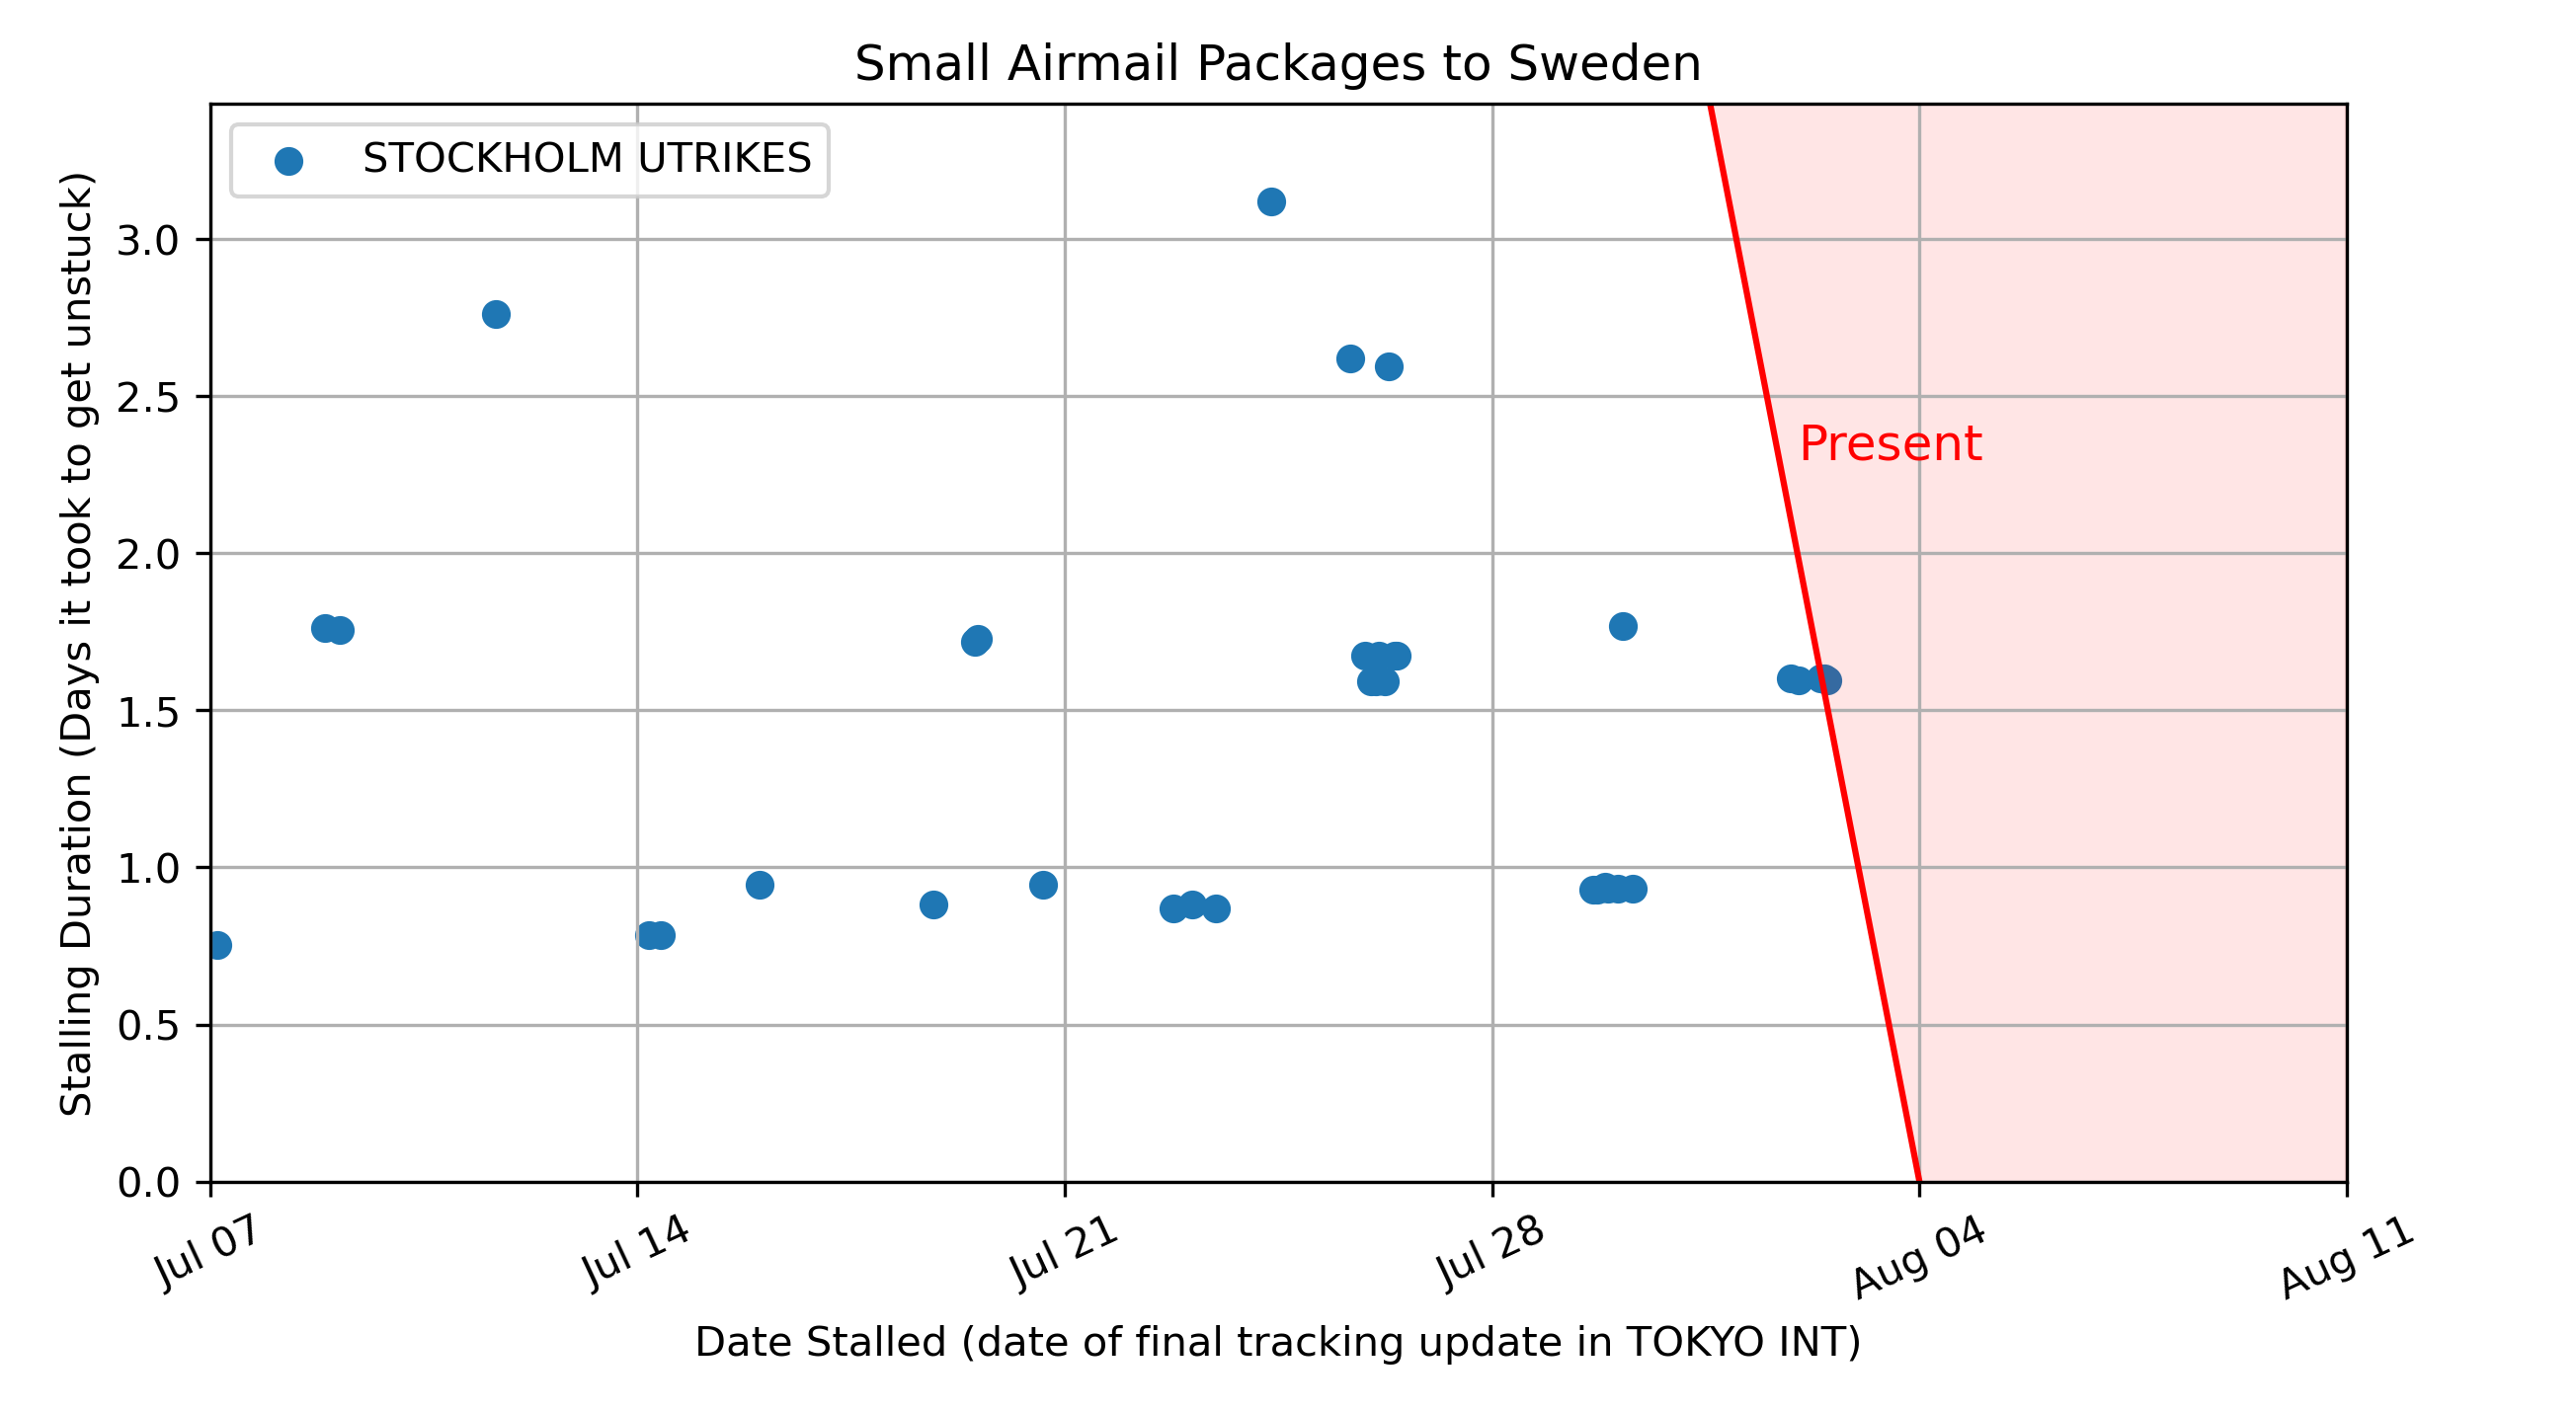 Small Airmail Packages to Sweden
STOCKHOLM UTRIKES
Present
Stalling Duration (Days it took to get unstuck)
3.0
2.5
2.0
1.5
1.0
0.5
0.0
Jul 07
Jul 14
Jul 21
Jul 28
Aug 04
Aug 11
Date Stalled (date of final tracking update in TOKYO INT)